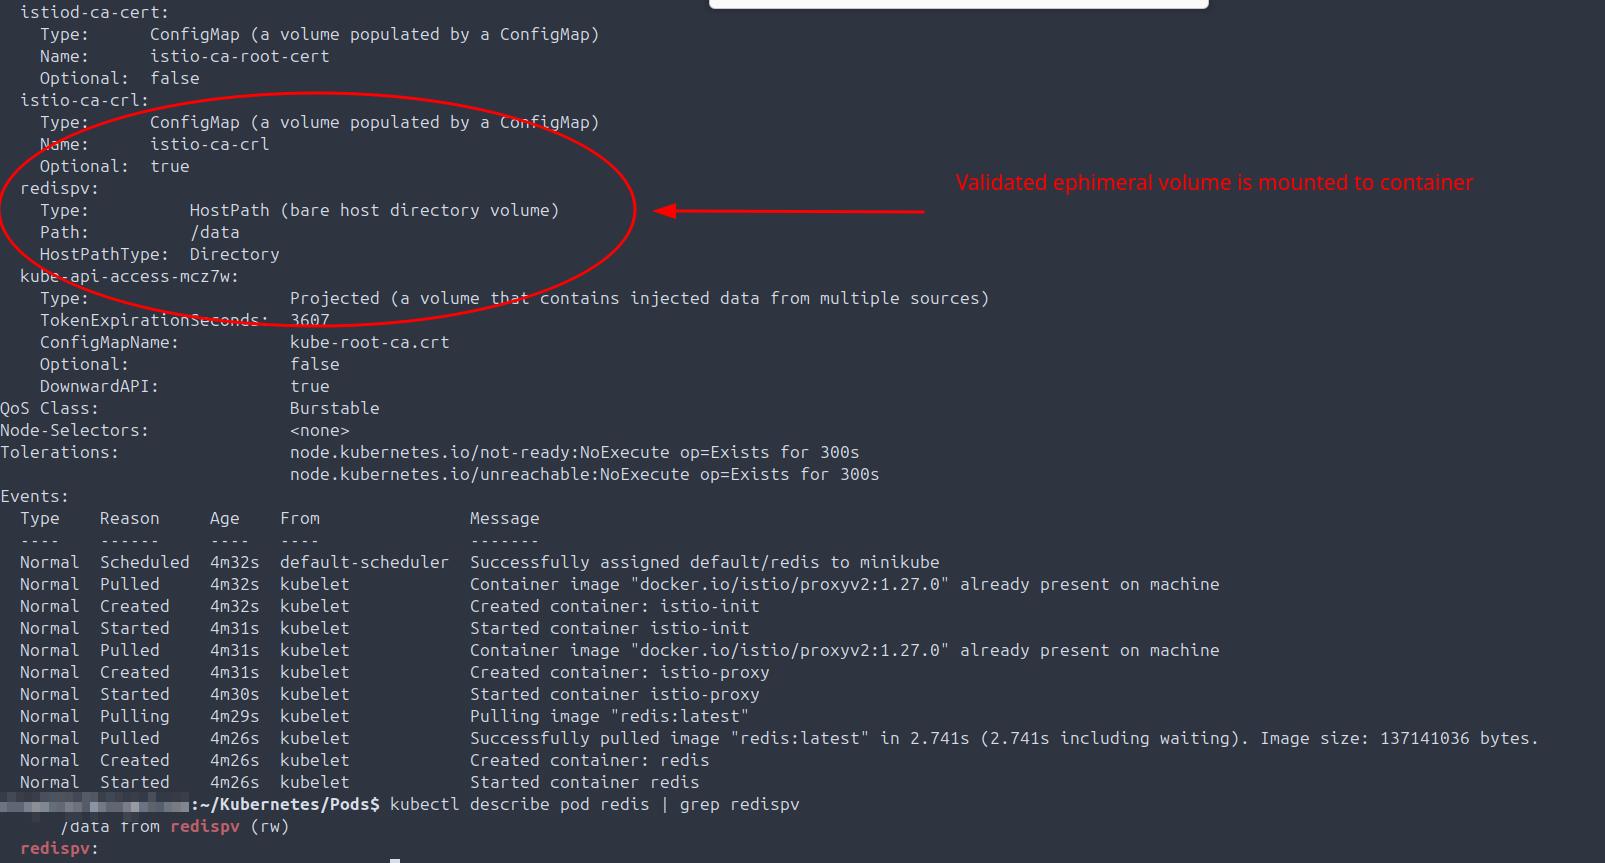 istiod-ca-cert:
Type: ConfigMap (a volume populated by a ConfigMap)
Name: istio-ca-root-cert
Optional: false
istio-ca-crl:
Type: ConfigMap (a volume populated by a ConfigMap)
Name: istio-ca-crl
Optional: true
redispv:
Type: HostPath (bare host directory volume)
Path: /data
HostPathType: Directory
Validated ephimeral volume is mounted to container
kube-api-access-mcz7w:
Type: Projected (a volume that contains injected data from multiple sources)
TokenExpirationSeconds: 3607
ConfigMapName: kube-root-ca.crt
Optional: false
DownwardAPI: true
QoS Class: Burstable
Node-Selectors: <none>
Tolerations: node.kubernetes.io/not-ready:NoExecute op=Exists for 300s
node.kubernetes.io/unreachable:NoExecute op=Exists for 300s
Events:
Type Reason Age From Message
---- ------ ---- ---- -------
Normal Scheduled 4m32s default-scheduler Successfully assigned default/redis to minikube
Normal Pulled 4m32s kubelet Container image "docker.io/istio/proxyv2:1.27.0" already present on machine
Normal Created 4m32s kubelet Created container: istio-init
Normal Started 4m31s kubelet Started container istio-init
Normal Pulled 4m31s kubelet Container image "docker.io/istio/proxyv2:1.27.0" already present on machine
Normal Created 4m31s kubelet Created container: istio-proxy
Normal Started 4m30s kubelet Started container istio-proxy
Normal Pulling 4m29s kubelet Pulling image "redis:latest"
Normal Pulled 4m26s kubelet Successfully pulled image "redis:latest" in 2.741s (2.741s including waiting). Image size: 137141036 bytes.
Normal Created 4m26s kubelet Created container: redis
Normal Started 4m26s kubelet Started container redis
:~/Kubernetes/Pods$ kubectl describe pod redis | grep redispv
/data from redispv (rw)
redispv: